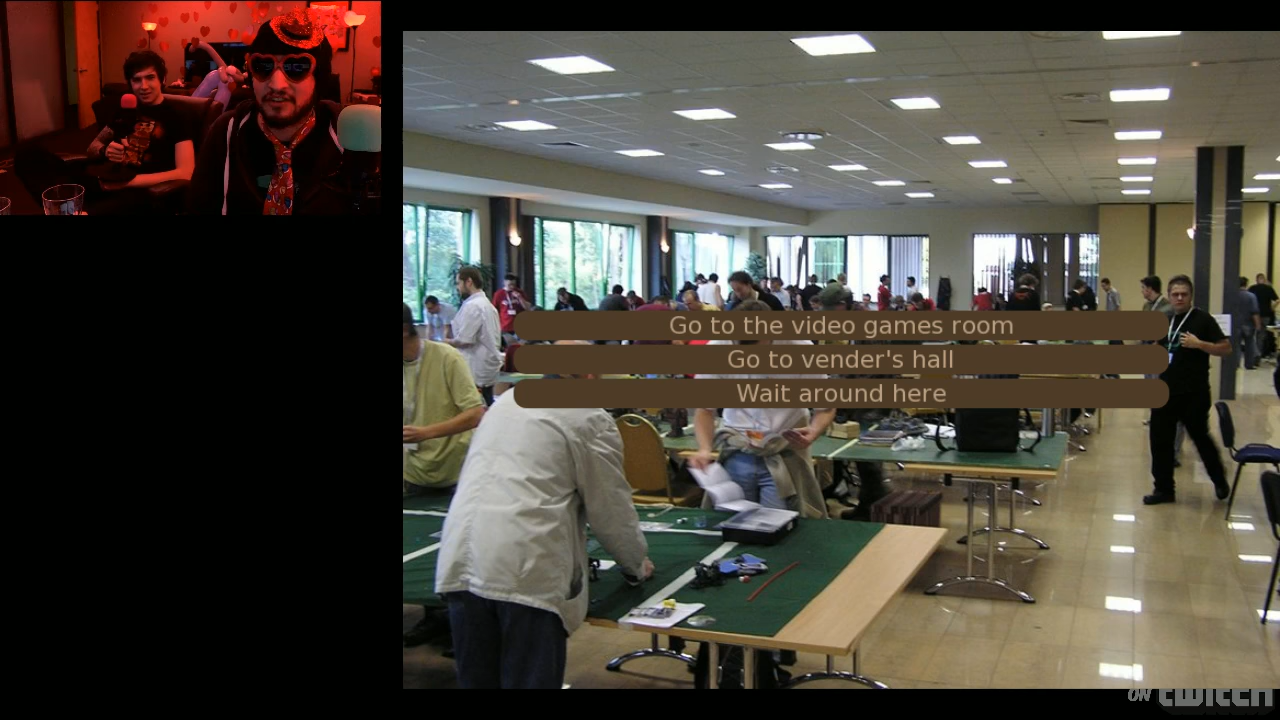 Go to the video games room
Go to vender's hall
Wait around here
ON twitch